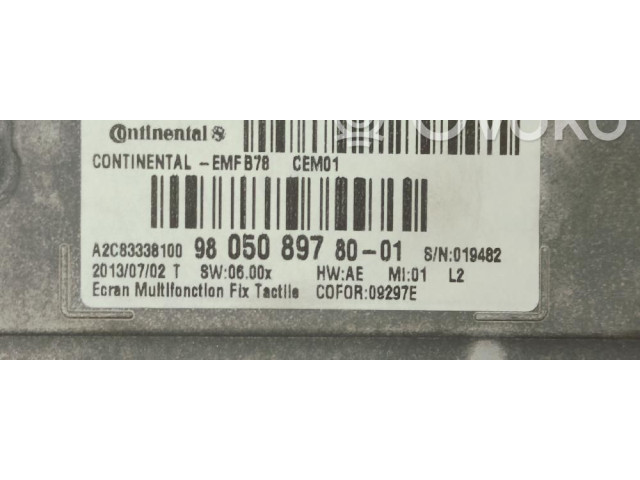 OVOKO
Continental
CONTINENTAL -EMFB78 CEM01
A2C83338100 98 050 897 80-01 S/N:019482
2013/07/02 T SW:06.00x HW:AE MI:01 L2
Ecran Multifonction Fix Tactile COFOR:09297E